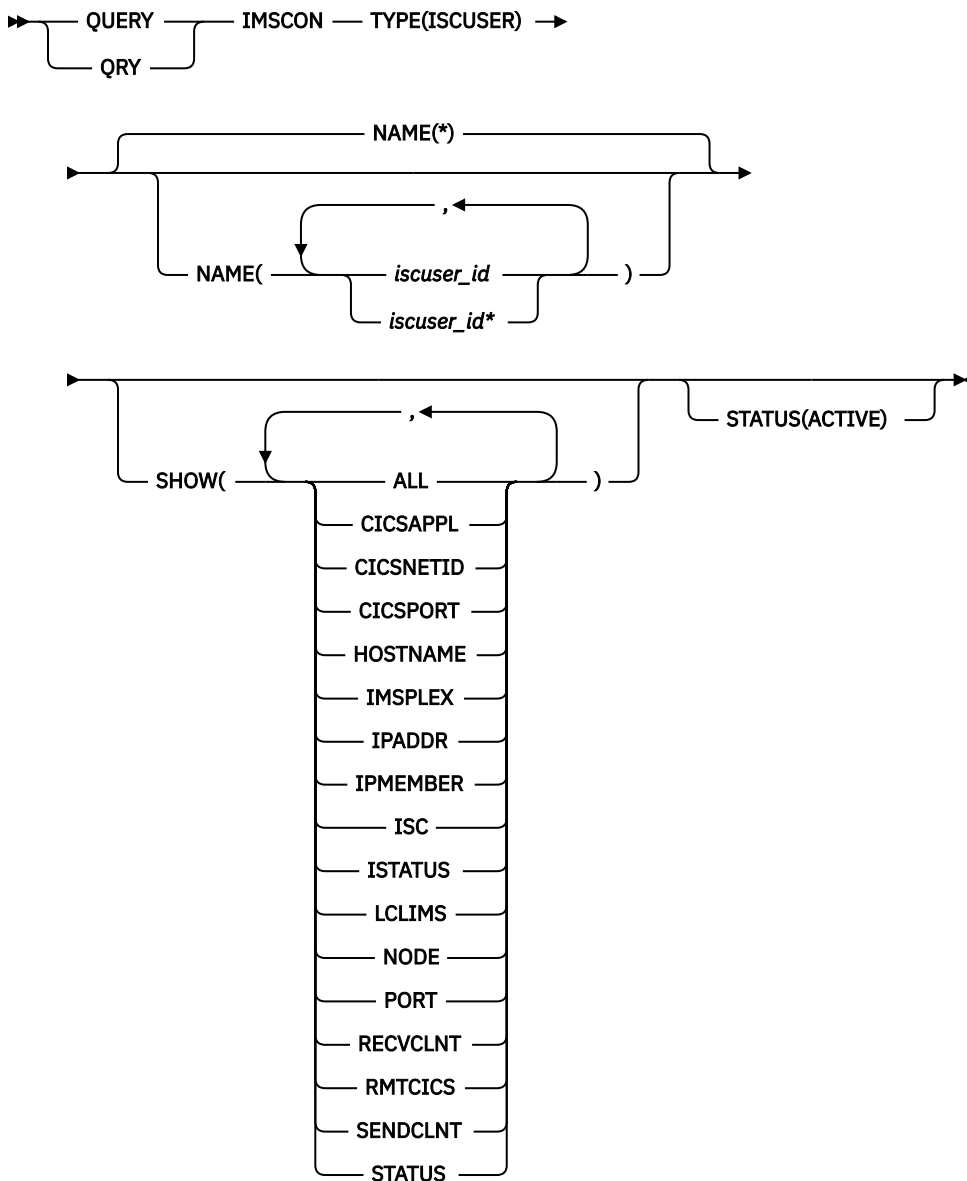 QUERY IMSCON TYPE(ISCUSER)
QRY
NAME(*)
,
NAME( iscuser_id )
iscuser_id*
,
STATUS(ACTIVE)
SHOW( ALL )
CICSAPPL
CICSNETID
CICSPORT
HOSTNAME
IMSPLEX
IPADDR
IPMEMBER
ISC
ISTATUS
LCLIMS
NODE
PORT
RECVCLNT
RMTCICS
SENDCLNT
STATUS